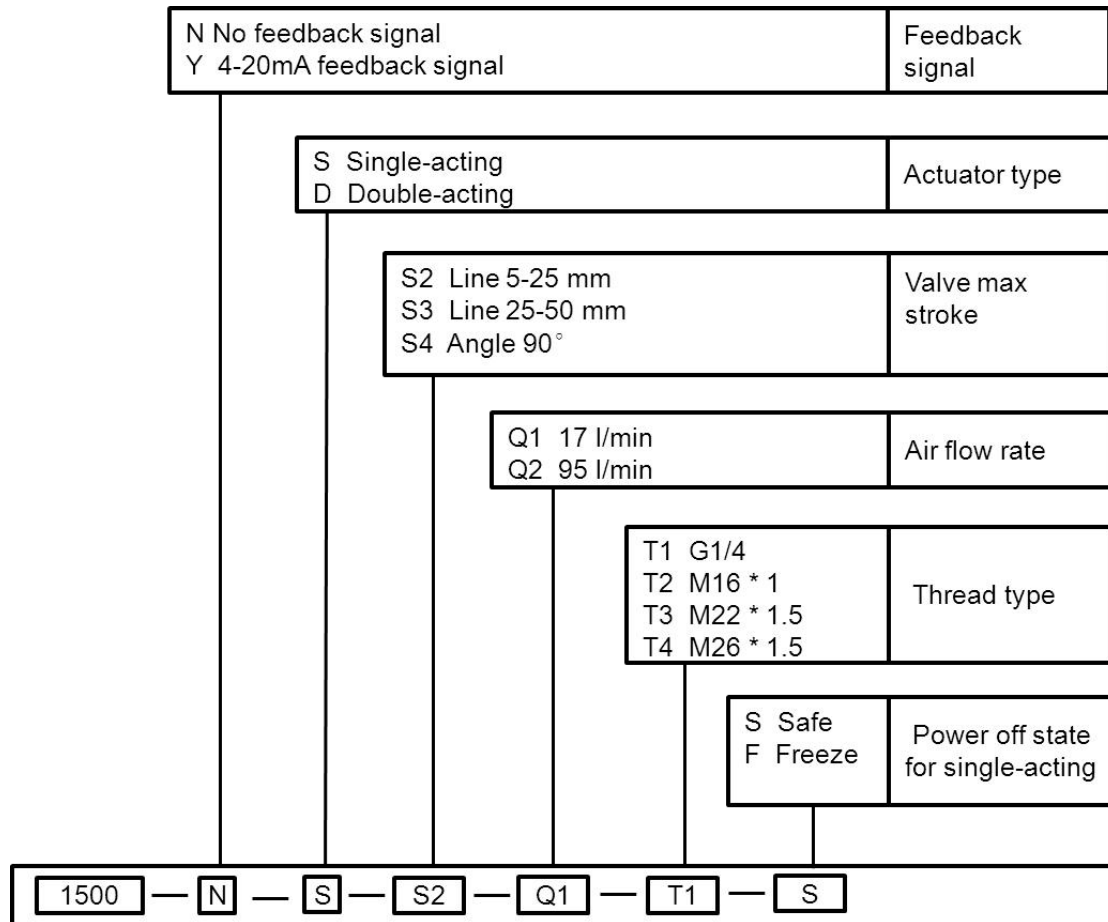 N No feedback signal
Y 4-20mA feedback signal
Feedback
signal
S Single-acting
D Double-acting
Actuator type
S2 Line 5-25 mm
S3 Line 25-50 mm
S4 Angle 90°
Valve max
stroke
Q1 17 l/min
Q2 95 l/min
Air flow rate
T1 G1/4
T2 M16 * 1
T3 M22 * 1.5
T4 M26 * 1.5
Thread type
S Safe
F Freeze
Power off state
for single-acting
1500 — N — S — S2 — Q1 — T1 — S